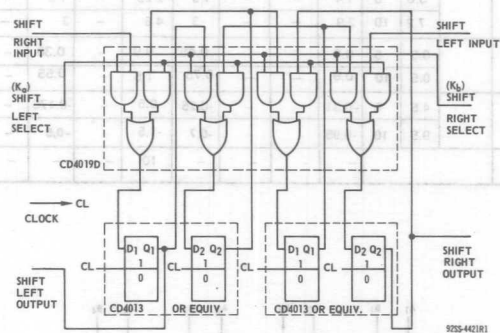 SHIFT
RIGHT INPUT
SHIFT
LEFT INPUT
(Ka)
SHIFT
LEFT
SELECT
(Kb)
SHIFT
RIGHT
SELECT
CD4019D
CL
CLOCK
D1 Q1
1
0
D2 Q2
1
0
D1 Q1
1
0
D2 Q2
1
0
CL
CL
CL
CL
SHIFT
LEFT
OUTPUT
CD4013 OR EQUIV.
CD4013 OR EQUIV.
SHIFT
RIGHT
OUTPUT
92SS-4421R1